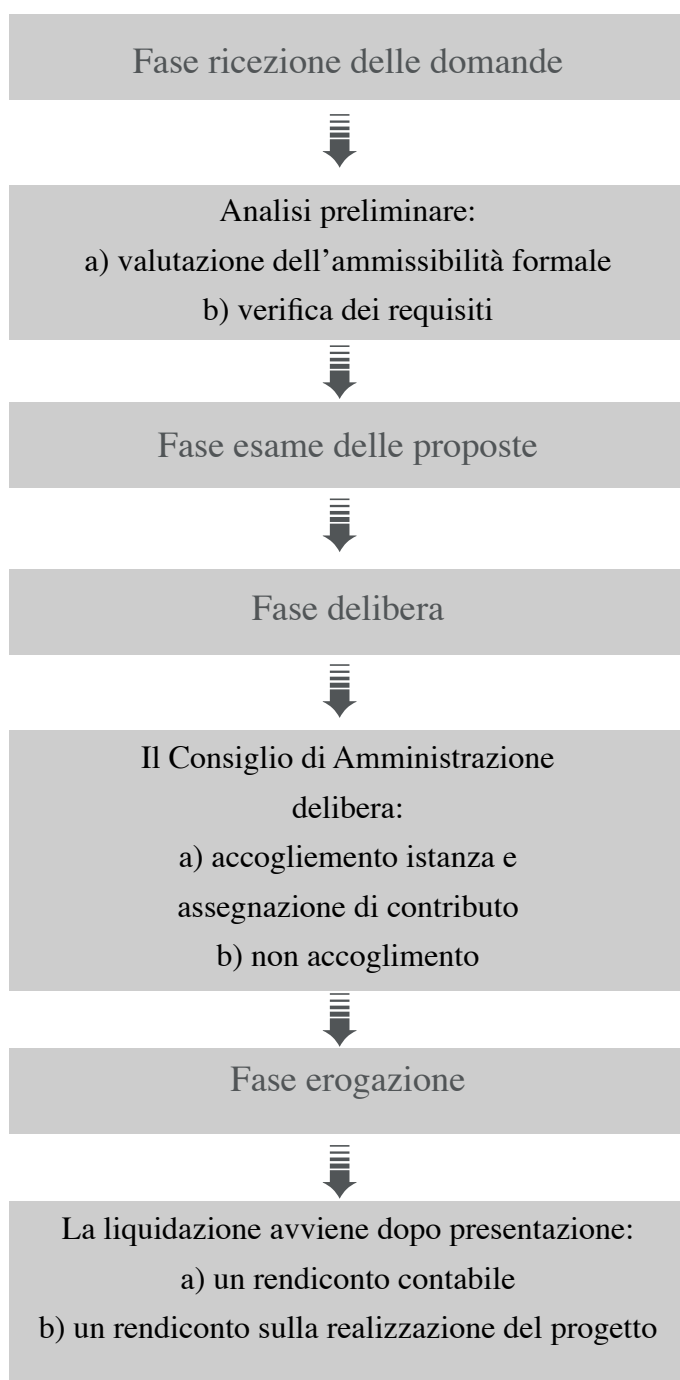 Fase ricezione delle domande
Analisi preliminare:
a) valutazione dell’ammissibilità formale
b) verifica dei requisiti
Fase esame delle proposte
Fase delibera
Il Consiglio di Amministrazione
delibera:
a) accogliemento istanza e
assegnazione di contributo
b) non accoglimento
Fase erogazione
La liquidazione avviene dopo presentazione:
a) un rendiconto contabile
b) un rendiconto sulla realizzazione del progetto